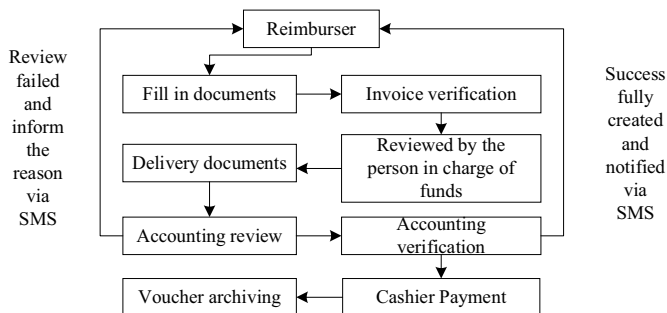 Reimburser
Review
failed
and
inform
the
reason
via
SMS
Fill in documents
Invoice verification
Success
fully
created
and
notified
via
SMS
Reviewed by the
person in charge of
funds
Delivery documents
Accounting review
Accounting
verification
Voucher archiving
Cashier Payment